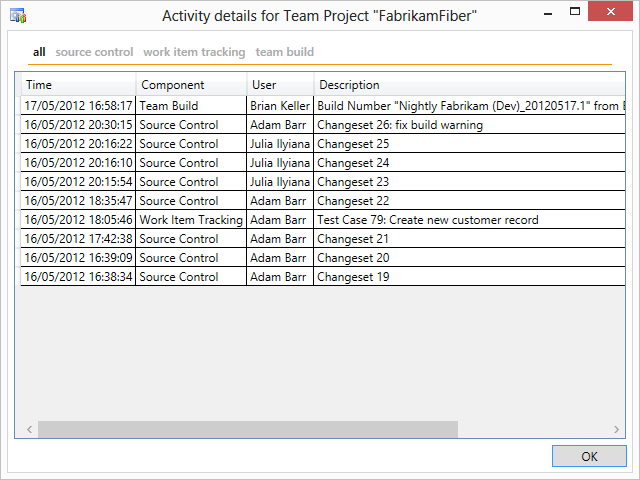 Activity details for Team Project "FabrikamFiber"
all source control work item tracking team build
Time Component User Description
17/05/2012 16:58:17 Team Build Brian Keller Build Number "Nightly Fabrikam (Dev)_20120517.1" from
16/05/2012 20:30:15 Source Control Adam Barr Changeset 26: fix build warning
16/05/2012 20:16:22 Source Control Julia Ilyiana Changeset 25
16/05/2012 20:16:10 Source Control Julia Ilyiana Changeset 24
16/05/2012 20:15:54 Source Control Julia Ilyiana Changeset 23
16/05/2012 18:35:47 Source Control Adam Barr Changeset 22
16/05/2012 18:05:46 Work Item Tracking Adam Barr Test Case 79: Create new customer record
16/05/2012 17:42:38 Source Control Adam Barr Changeset 21
16/05/2012 16:39:09 Source Control Adam Barr Changeset 20
16/05/2012 16:38:34 Source Control Adam Barr Changeset 19
OK